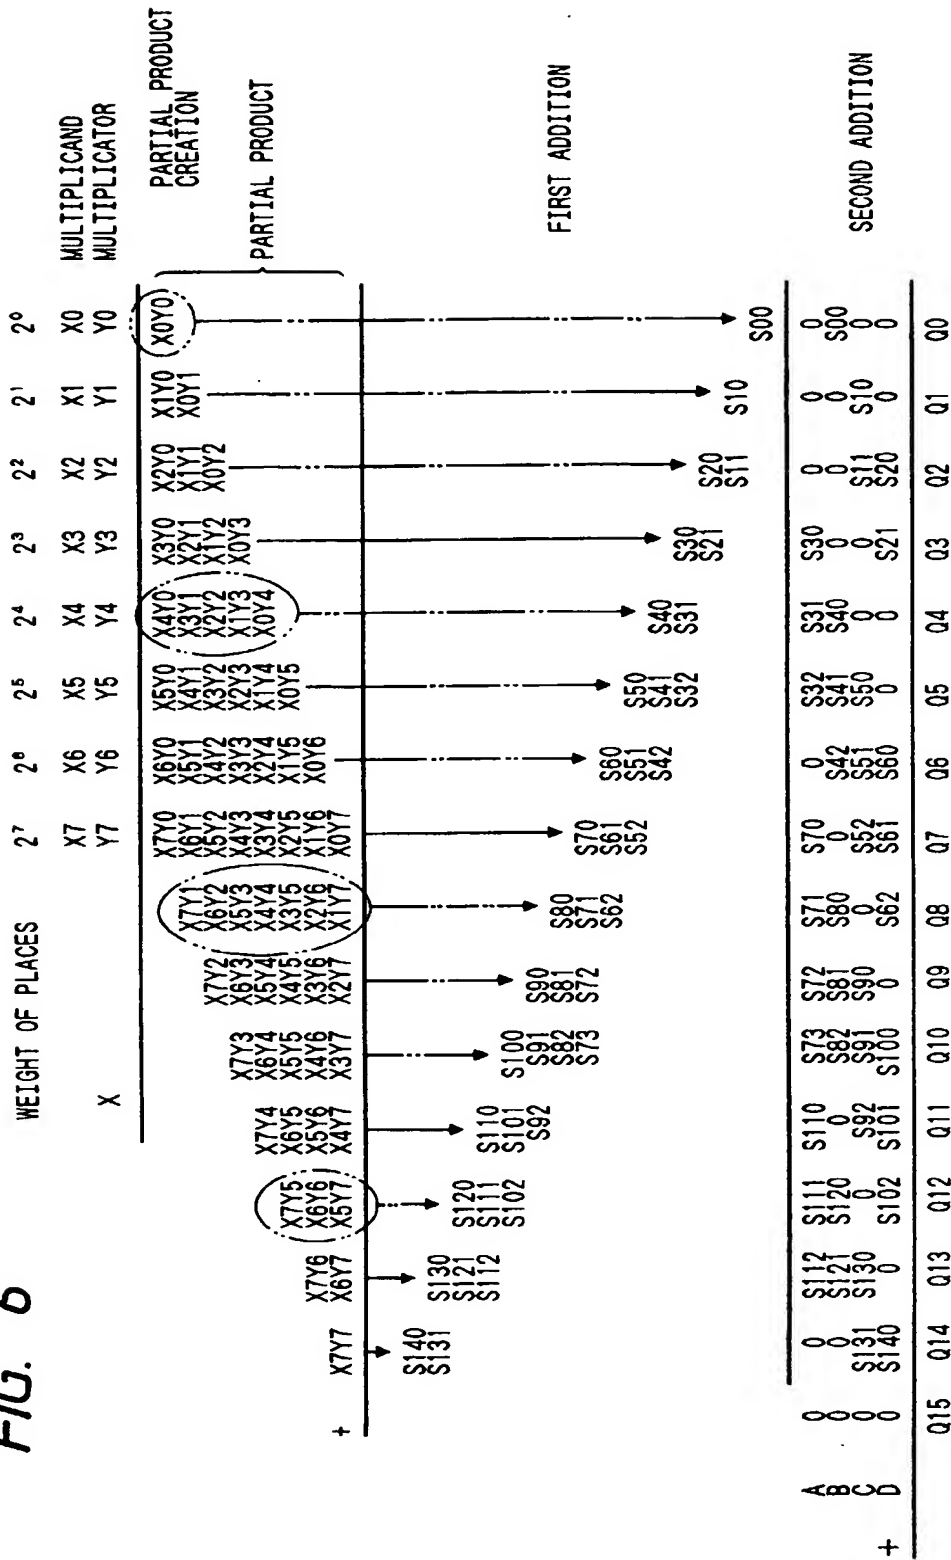 FIG. 6
WEIGHT OF PLACES 2⁷ 2⁶ 2⁵ 2⁴ 2³ 2² 2¹ 2⁰
X7 X6 X5 X4 X3 X2 X1 X0 MULTIPLICAND
X Y7 Y6 Y5 Y4 Y3 Y2 Y1 Y0 MULTIPLICATOR
X7Y0 X6Y0 X5Y0 X4Y0 X3Y0 X2Y0 X1Y0 X0Y0 PARTIAL PRODUCT
CREATION
X7Y1 X6Y1 X5Y1 X4Y1 X3Y1 X2Y1 X1Y1 X0Y1
X7Y2 X6Y2 X5Y2 X4Y2 X3Y2 X2Y2 X1Y2 X0Y2
X7Y3 X6Y3 X5Y3 X4Y3 X3Y3 X2Y3 X1Y3 X0Y3
X7Y4 X6Y4 X5Y4 X4Y4 X3Y4 X2Y4 X1Y4 X0Y4 PARTIAL PRODUCT
X7Y5 X6Y5 X5Y5 X4Y5 X3Y5 X2Y5 X1Y5 X0Y5
X7Y6 X6Y6 X5Y6 X4Y6 X3Y6 X2Y6 X1Y6 X0Y6
+ X7Y7 X6Y7 X5Y7 X4Y7 X3Y7 X2Y7 X1Y7 X0Y7
S140
S131 S130
S121 S120
S112 S111 S110
S102 S101 S100
S92 S91 S90
S82 S81 S80 FIRST ADDITION
S73 S72 S71 S70
S62 S61 S60
S52 S51 S50
S42 S41 S40
S32 S31 S30
S21 S20
S11 S10
S00
A 0 0 S112 S111 S110 S73 S72 S71 S70 0 S32 S31 S30 0 0 0
B 0 0 S121 S120 0 S82 S81 S80 0 S42 S41 S40 0 0 0 S00
C 0 S131 S130 0 S92 S91 S90 0 S52 S51 S50 0 0 S11 S10 0 SECOND ADDITION
+ D 0 S140 0 S102 S101 S100 0 S62 S61 S60 0 0 S21 S20 0 0
Q15 Q14 Q13 Q12 Q11 Q10 Q9 Q8 Q7 Q6 Q5 Q4 Q3 Q2 Q1 Q0